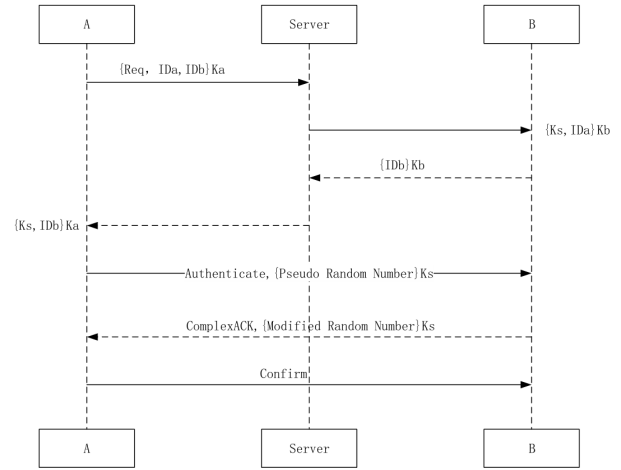 A
Server
B
{Req, IDa,IDb}Ka
{Ks,IDa}Kb
{IDb}Kb
{Ks,IDb}Ka
Authenticate,{Pseudo Random Number}Ks
ComplexACK,{Modified Random Number}Ks
Confirm
A
Server
B